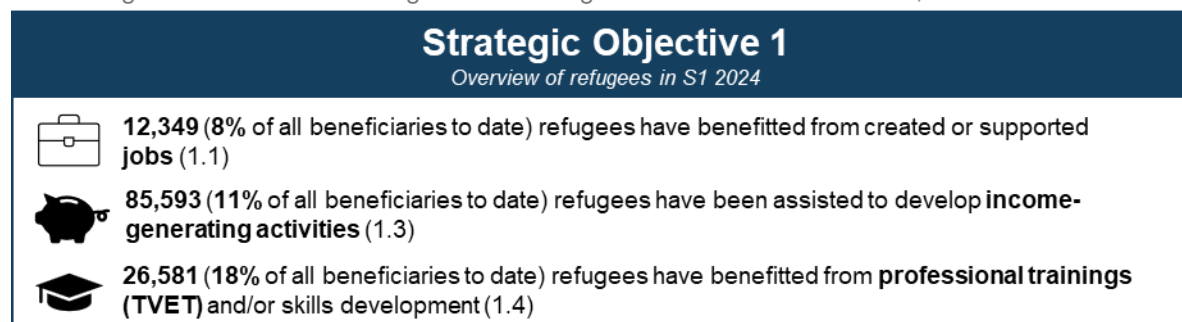 Strategic Objective 1
Overview of refugees in S1 2024
12,349 (8% of all beneficiaries to date) refugees have benefitted from created or supported
jobs (1.1)
85,593 (11% of all beneficiaries to date) refugees have been assisted to develop income-
generating activities (1.3)
26,581 (18% of all beneficiaries to date) refugees have benefitted from professional trainings
(TVET) and/or skills development (1.4)